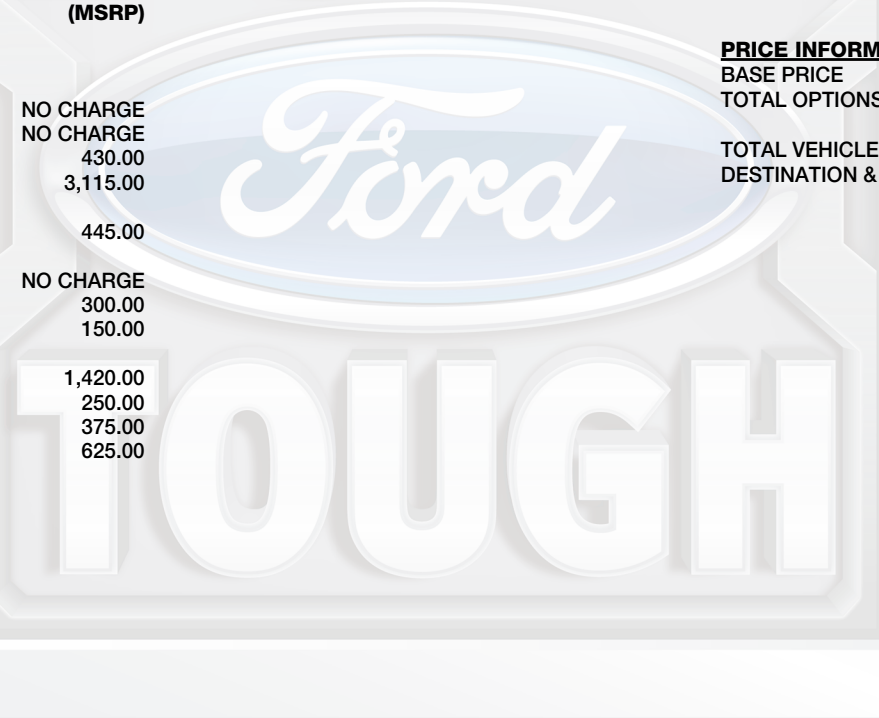 (MSRP)
NO CHARGE
NO CHARGE
430.00
3,115.00
445.00
NO CHARGE
300.00
150.00
1,420.00
250.00
375.00
625.00
PRICE INFORM
BASE PRICE
TOTAL OPTIONS
TOTAL VEHICLE
DESTINATION &
Ford
TOUGH